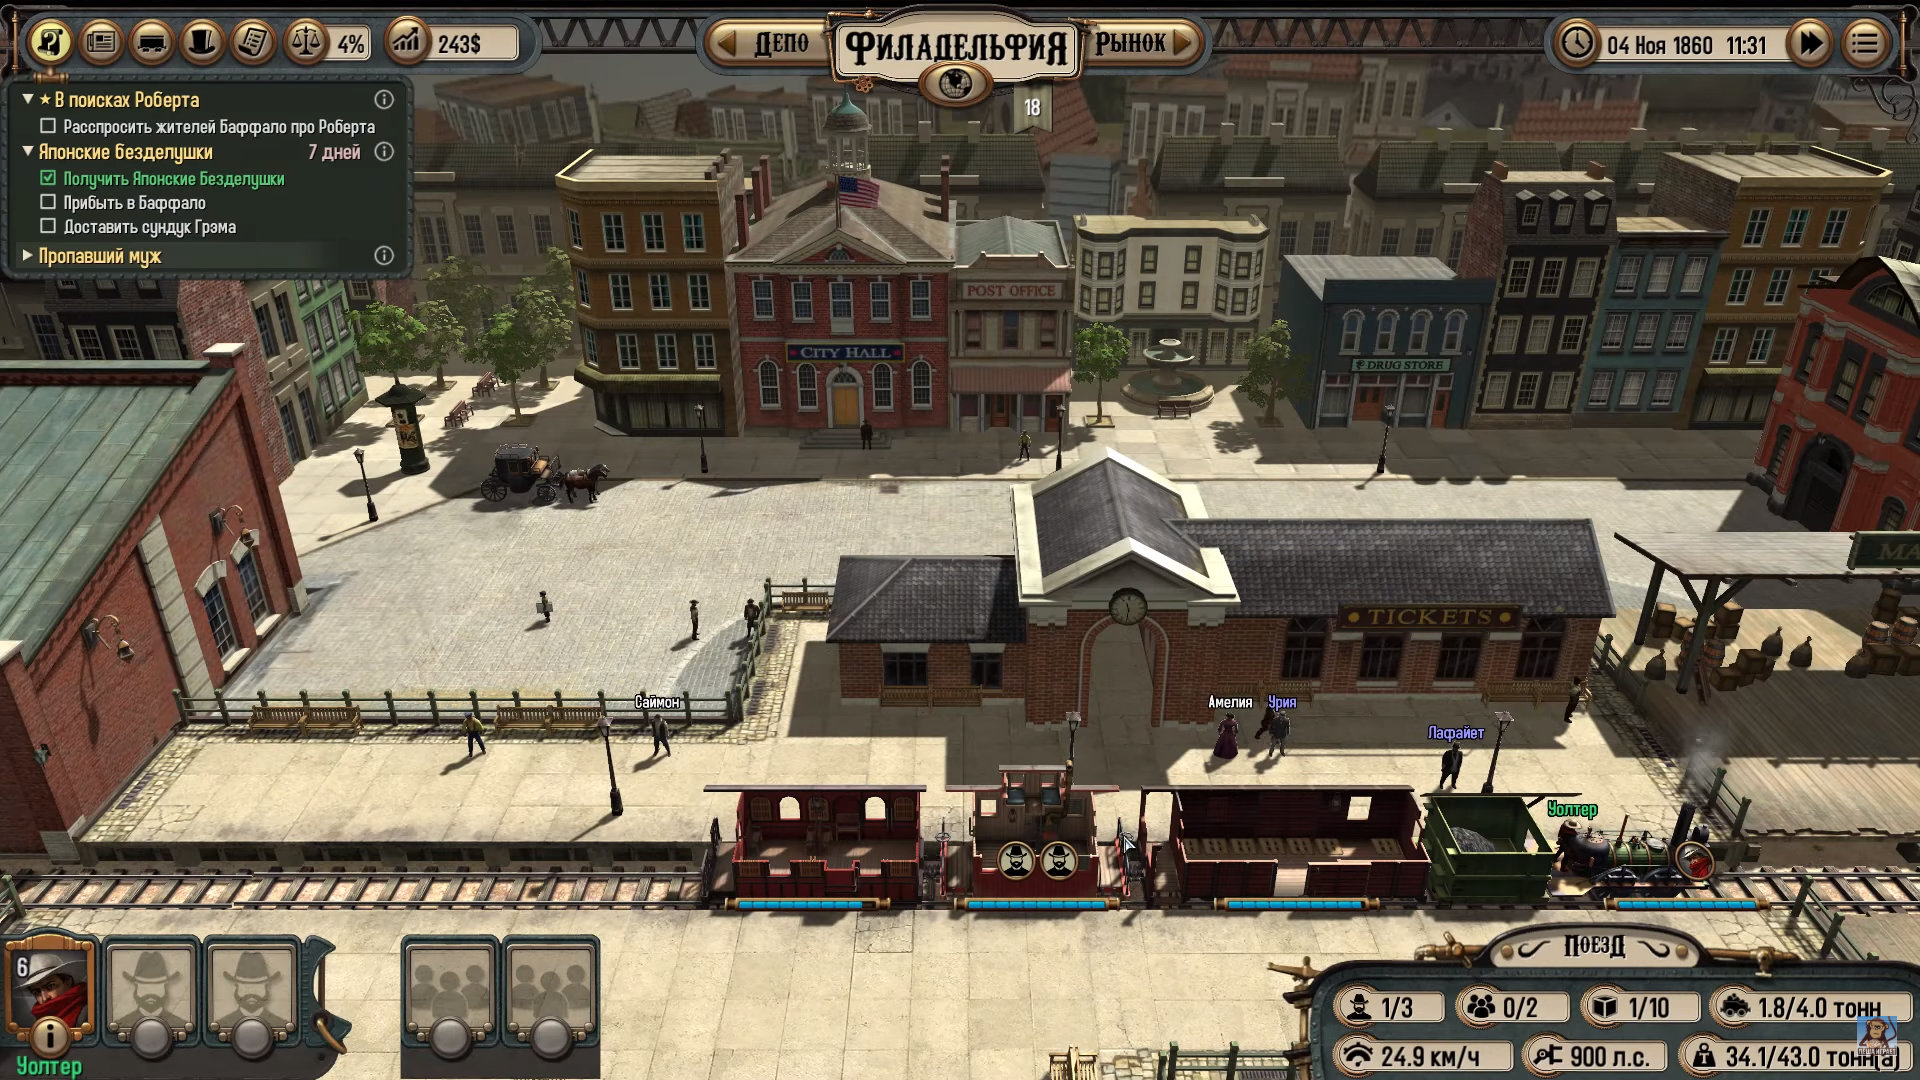 4%
243$
ДЕПО
ФИЛАДЕЛЬФИЯ
РЫНОК
04 Ноя 1860 11:31
18
В поисках Роберта
Расспросить жителей Баффало про Роберта
Японские безделушки 7 дней
Получить Японские Безделушки
Прибыть в Баффало
Доставить сундук Грэма
Пропавший муж
POST OFFICE
CITY HALL
DRUG STORE
MA
TICKETS
Саймон
Амелия
Урия
Лафайет
Уолтер
ПОЕЗД
6
1/3
0/2
1/10
1.8/4.0 тонн
24.9 км/ч
900 л.с.
34.1/43.0 тонн(а)
Уолтер